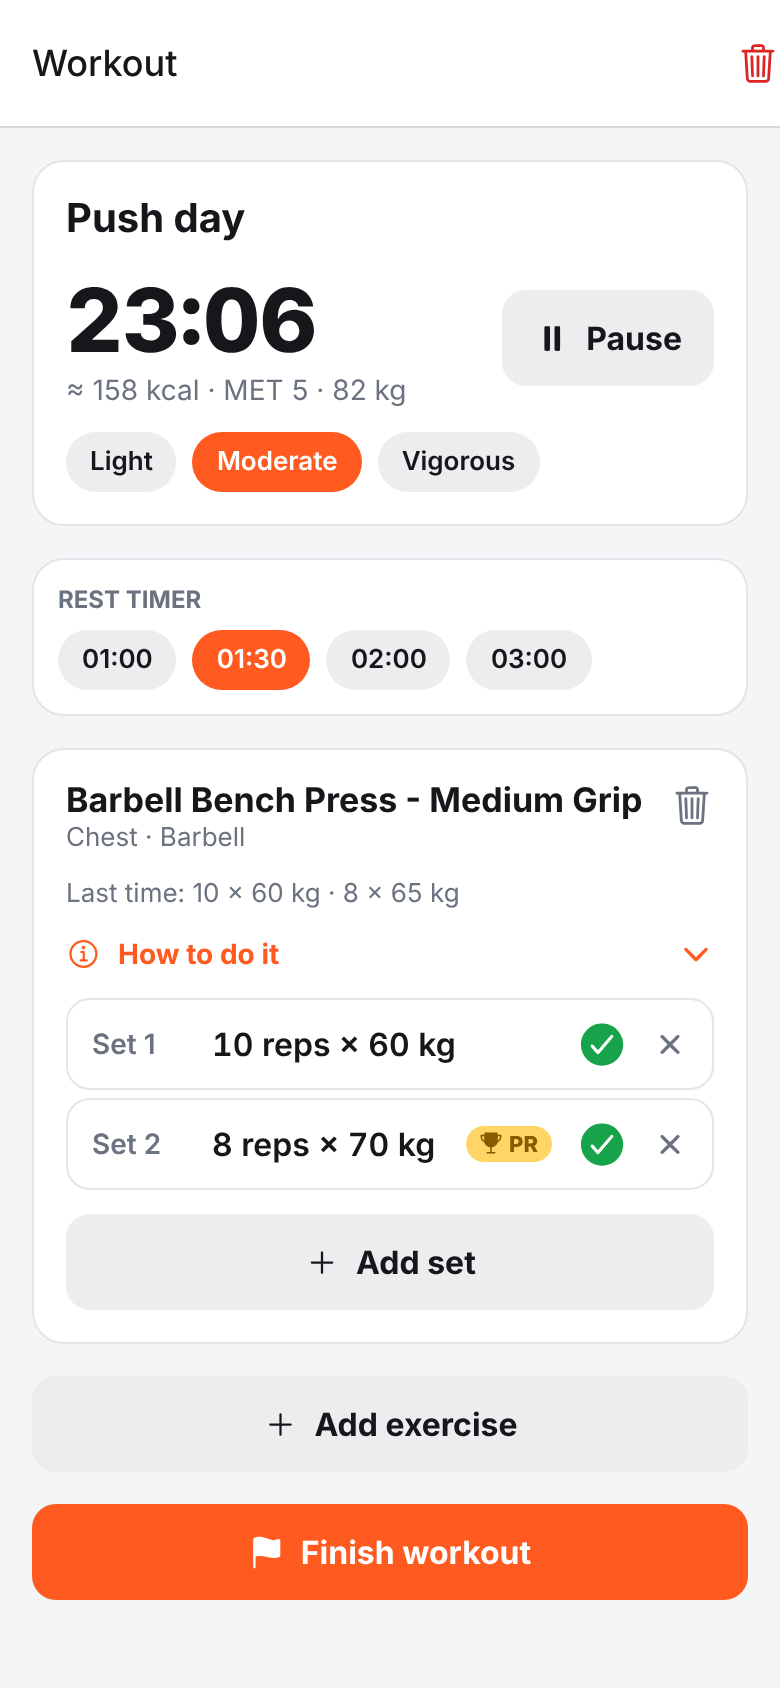 Workout
Push day
23:06
Pause
≈ 158 kcal · MET 5 · 82 kg
Light
Moderate
Vigorous
REST TIMER
01:00
01:30
02:00
03:00
Barbell Bench Press - Medium Grip
Chest · Barbell
Last time: 10 × 60 kg · 8 × 65 kg
How to do it
Set 1 10 reps × 60 kg
Set 2 8 reps × 70 kg PR
Add set
Add exercise
Finish workout